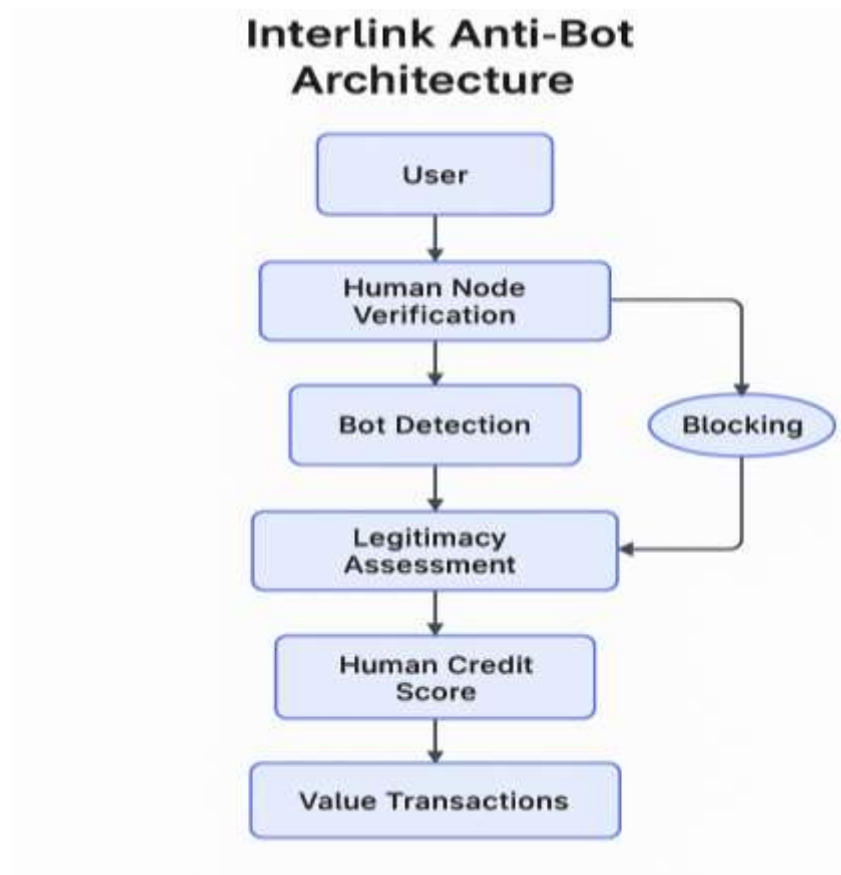 Interlink Anti-Bot
Architecture
User
Human Node
Verification
Bot Detection
Blocking
Legitimacy
Assessment
Human Credit
Score
Value Transactions